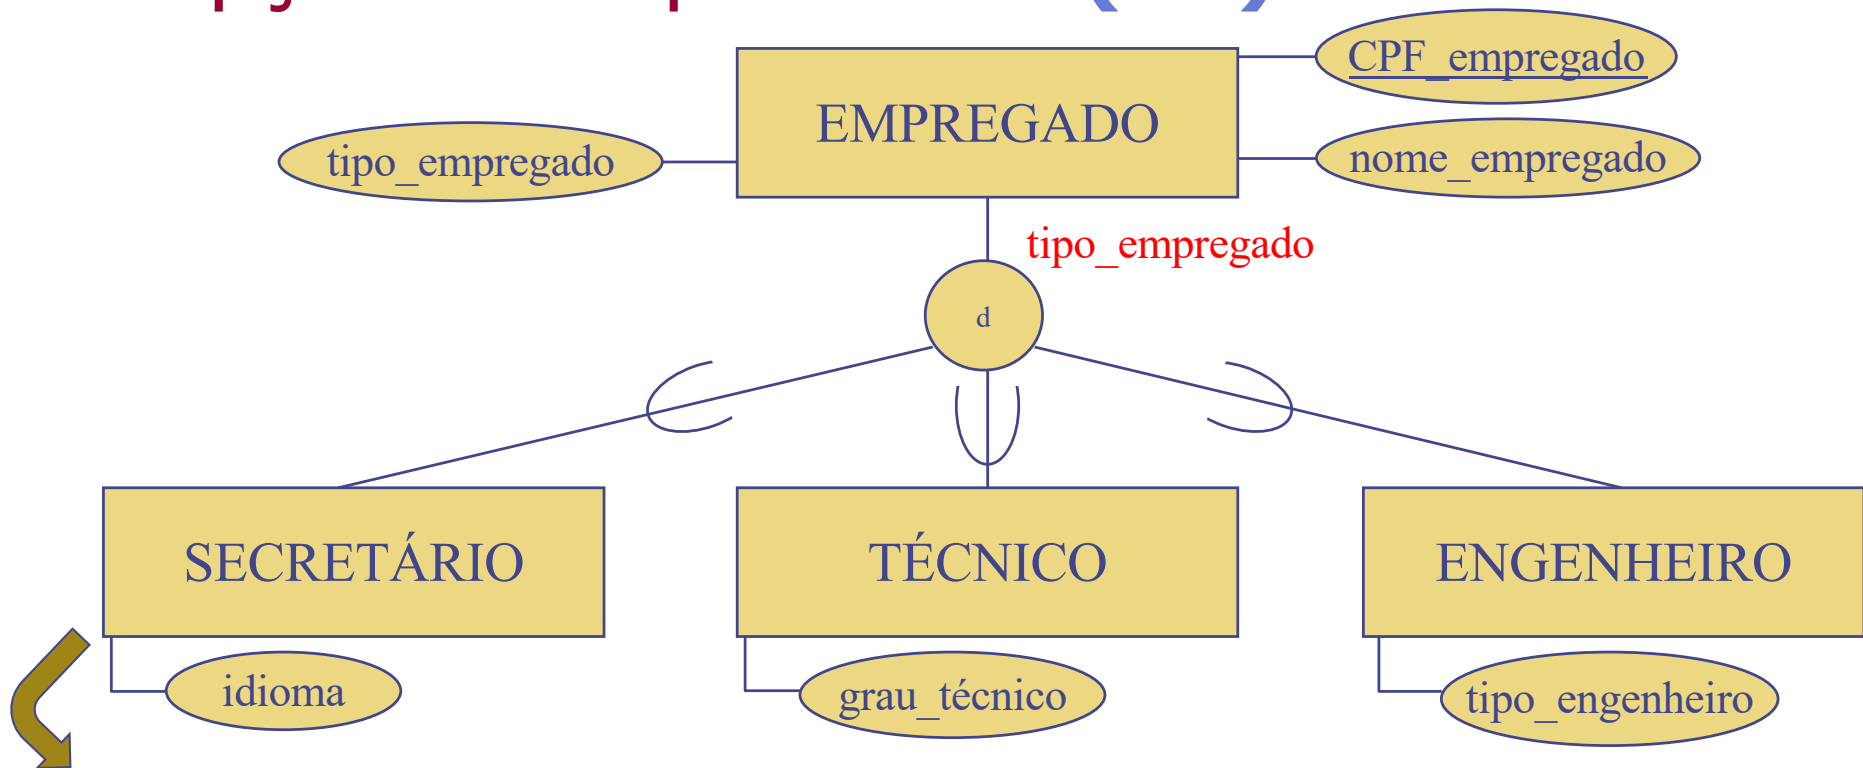 CPF_empregado
EMPREGADO
tipo_empregado
nome_empregado
tipo_empregado
d
SECRETÁRIO
TÉCNICO
ENGENHEIRO
idioma
grau_técnico
tipo_engenheiro